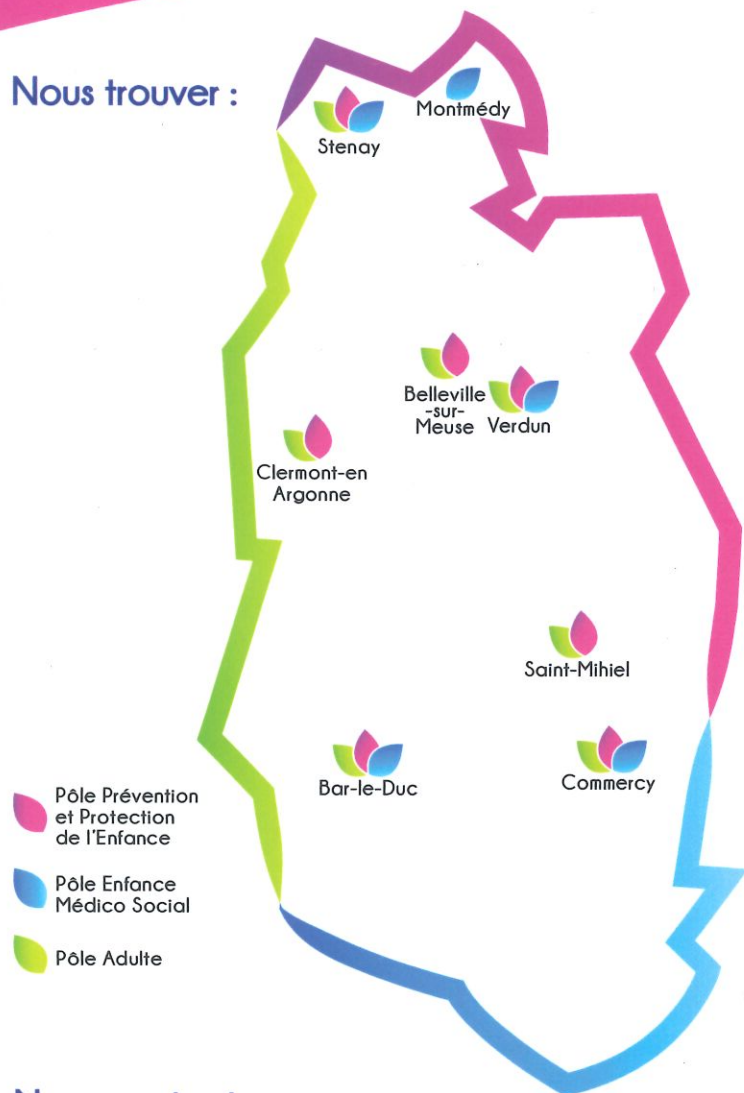 Nous trouver :
Montmédy
Stenay
Belleville
-sur-
Meuse
Verdun
Clermont-en
Argonne
Saint-Mihiel
Bar-le-Duc
Commercy
Pôle Prévention
et Protection
de l'Enfance
Pôle Enfance
Médico Social
Pôle Adulte